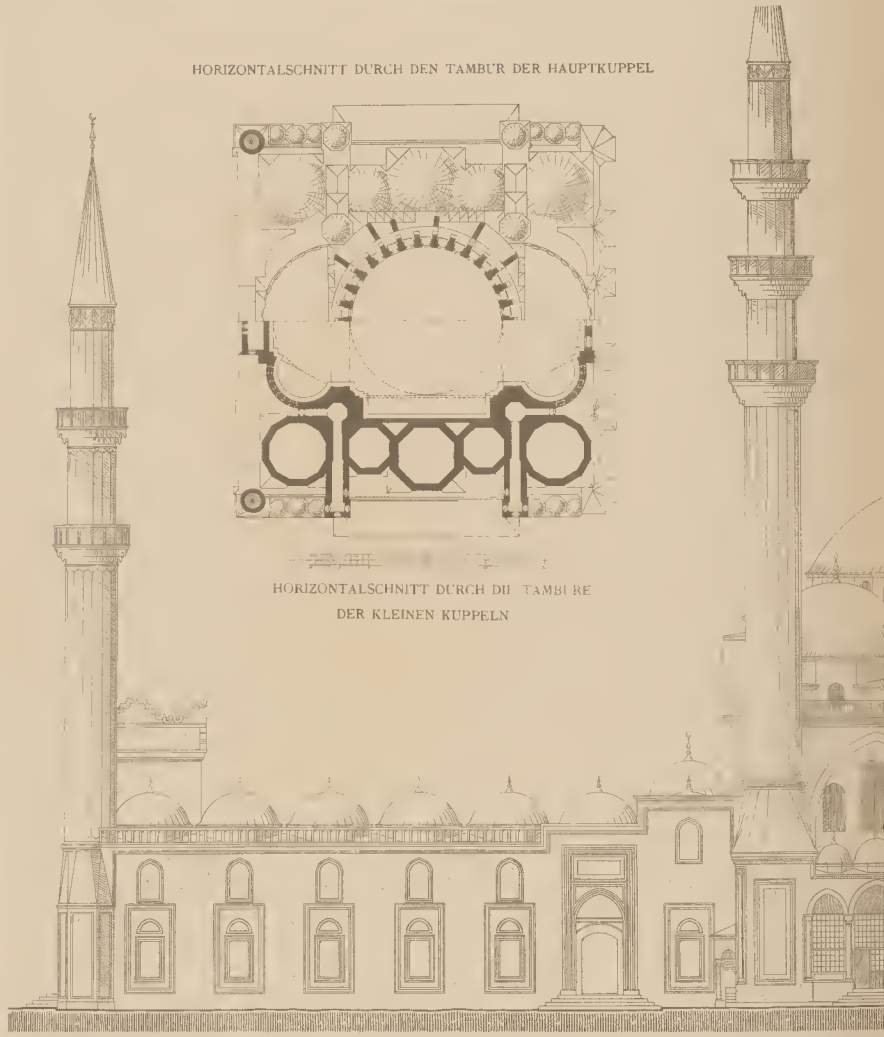 HORIZONTALSCHNITT DURCH DEN TAMBUR DER HAUPTKUPPEL
HORIZONTALSCHNITT DURCH DIE TAMBURE
DER KLEINEN KUPPELN